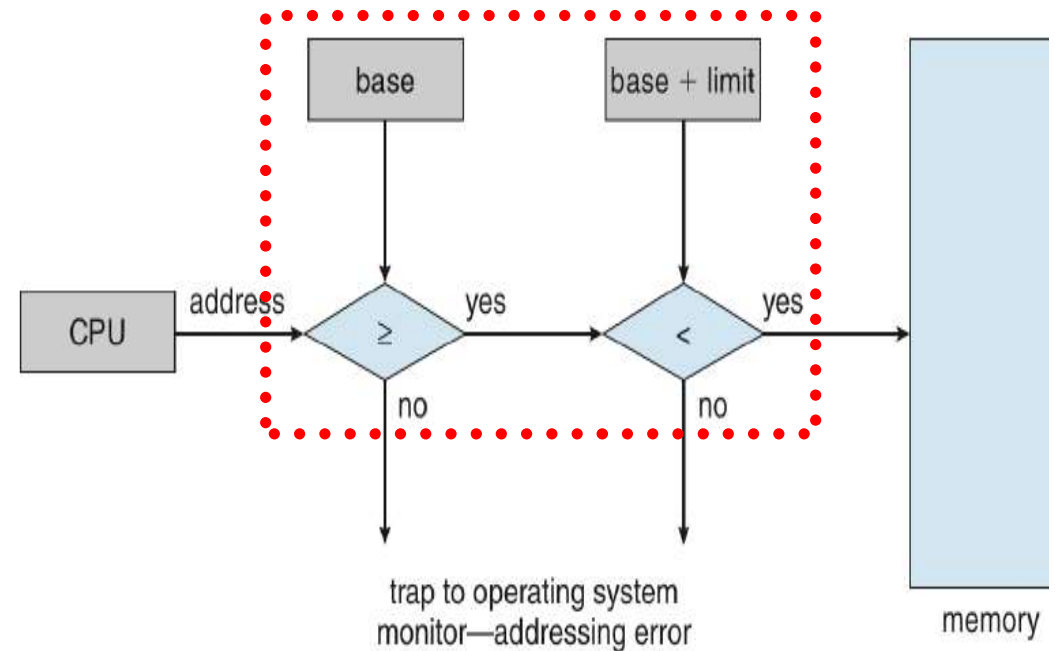 base
base + limit
address
yes
yes
CPU
≥
<
no
no
trap to operating system
monitor—addressing error
memory